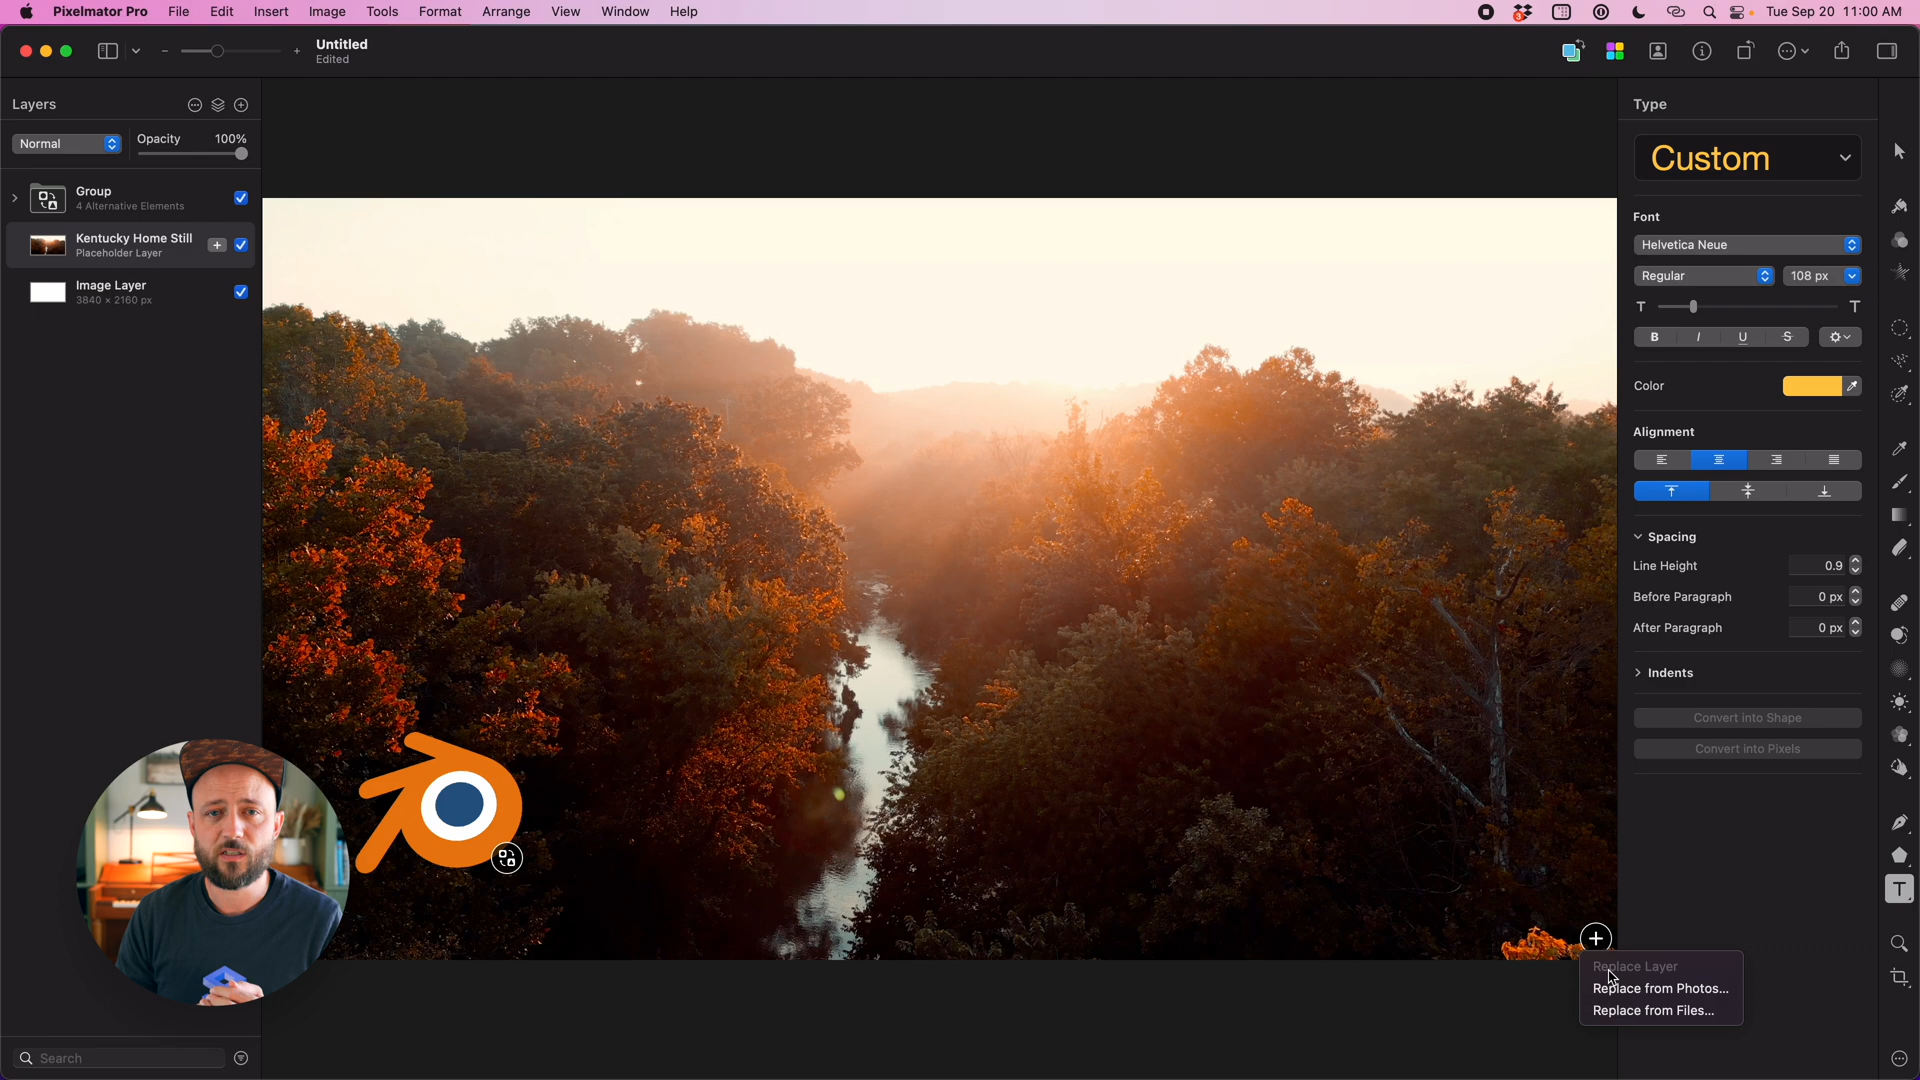 Pixelmator Pro File Edit Insert Image Tools Format Arrange View Window Help
3
Tue Sep 20 11:00 AM
Untitled
Edited
Layers
Normal
Opacity 100%
Group
4 Alternative Elements
Kentucky Home Still
Placeholder Layer
Image Layer
3840 × 2160 px
Search
Type
Custom
Font
Helvetica Neue
Regular
108 px
T T
B I U S
Color
Alignment
Spacing
Line Height 0.9
Before Paragraph 0 px
After Paragraph 0 px
Indents
Convert into Shape
Convert into Pixels
T
Replace Layer
Replace from Photos...
Replace from Files...